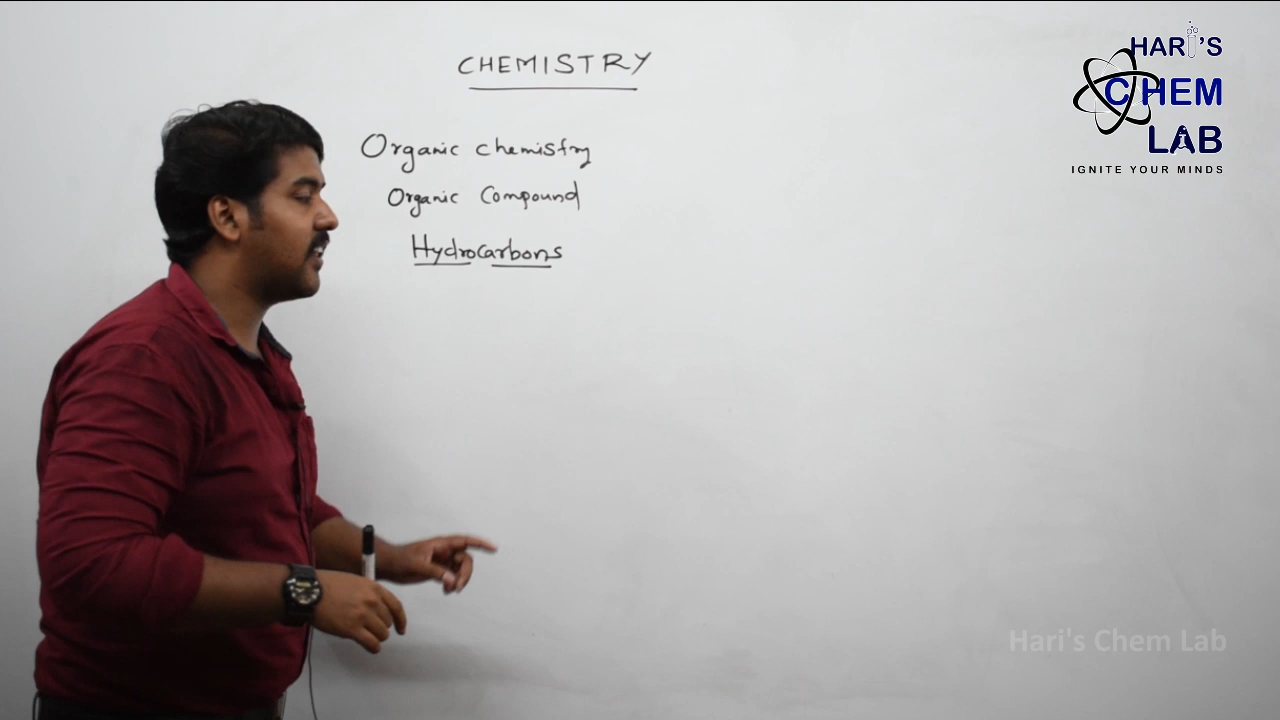 CHEMISTRY
Organic chemistry
Organic Compound
Hydrocarbons
HARI'S
CHEM
LAB
IGNITE YOUR MINDS
Hari's Chem Lab